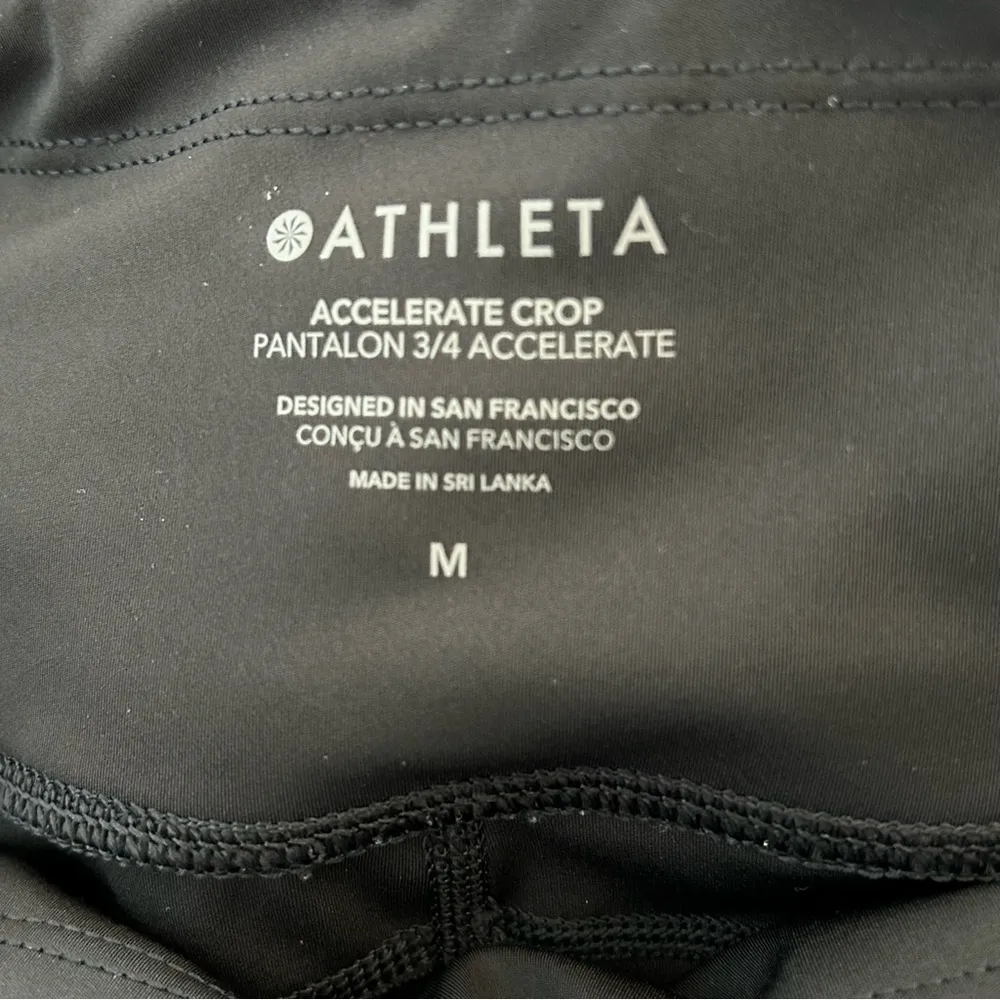 ATHLETA
ACCELERATE CROP
PANTALON 3/4 ACCELERATE
DESIGNED IN SAN FRANCISCO
CONÇU À SAN FRANCISCO
MADE IN SRI LANKA
M